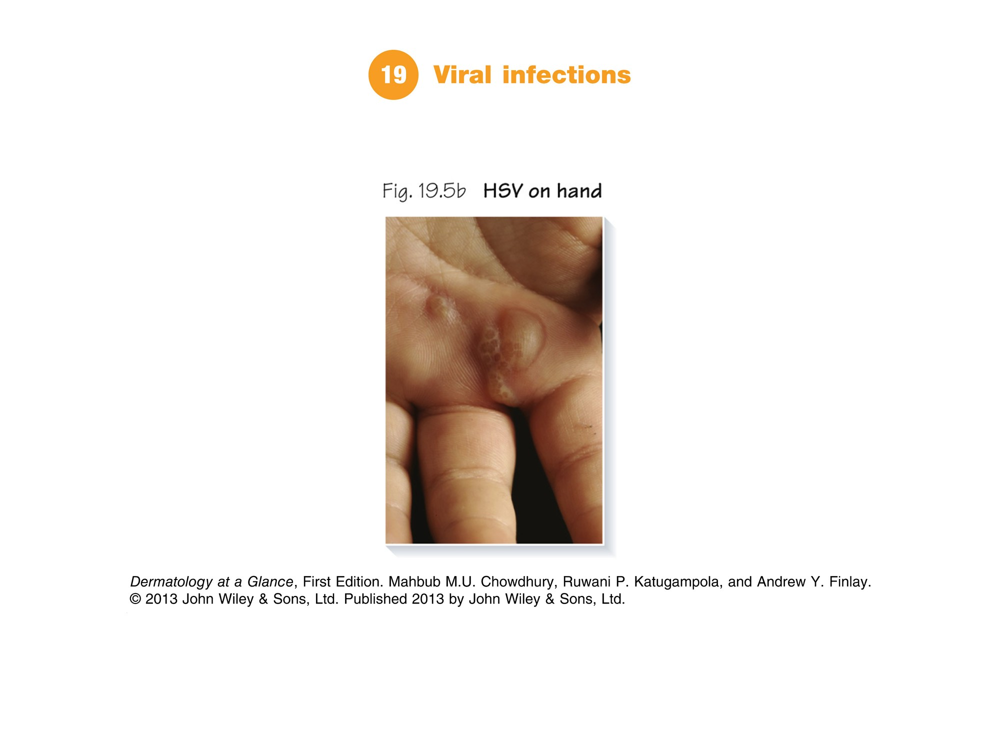 19 Viral infections
Fig. 19.5b HSV on hand
Dermatology at a Glance, First Edition. Mahbub M.U. Chowdhury, Ruwani P. Katugampola, and Andrew Y. Finlay.
© 2013 John Wiley & Sons, Ltd. Published 2013 by John Wiley & Sons, Ltd.